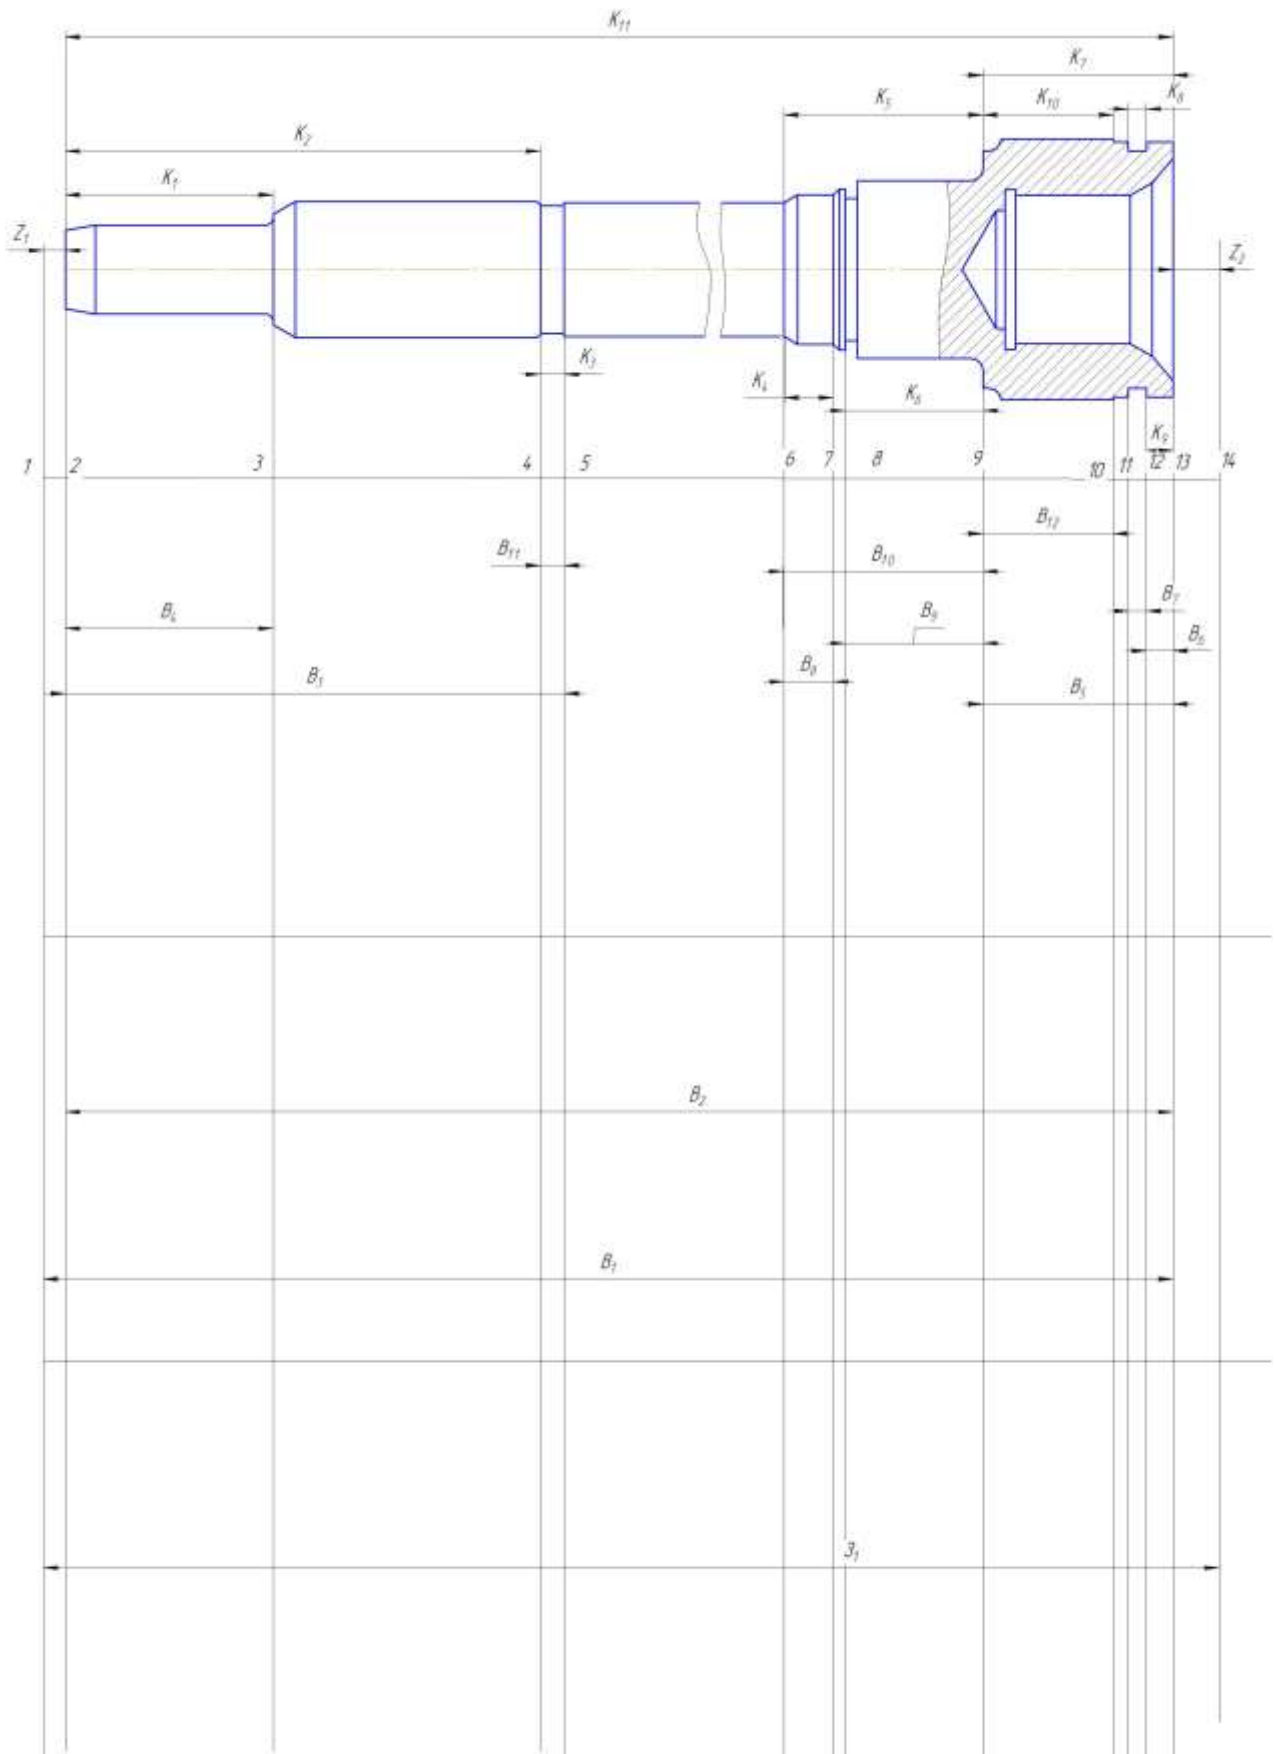 K₁₁
K₇
K₅ K₁₀ K₈
K₂
K₁
Z₁ Z₂
K₃
K₄ K₆
K₉
1 2 3 4 5 6 7 8 9 10 11 12 13 14
B₁₂
B₁₁ B₁₀
B₄ B₉ B₇
B₃ B₈ B₆
B₅
B₂
B₁
З₁